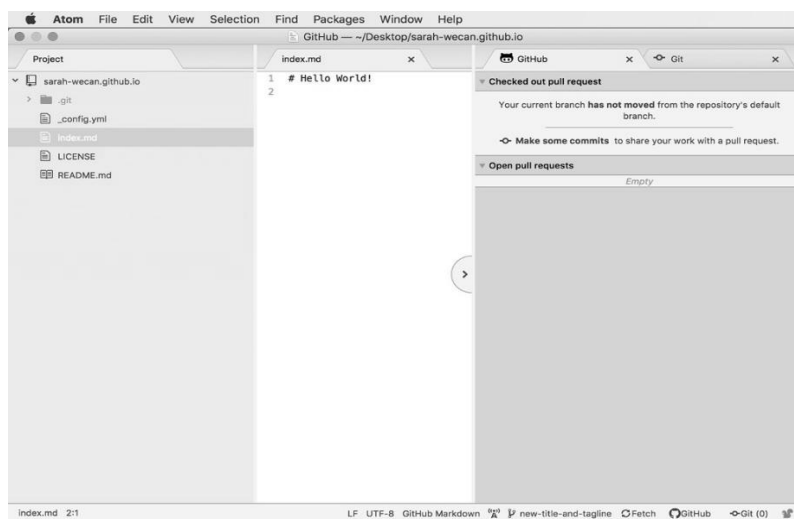 Atom File Edit View Selection Find Packages Window Help
GitHub — ~/Desktop/sarah-wecan.github.io
Project
sarah-wecan.github.io
.git
_config.yml
index.md
LICENSE
README.md
index.md
1 # Hello World!
2
GitHub
Git
Checked out pull request
Your current branch has not moved from the repository's default
branch.
Make some commits to share your work with a pull request.
Open pull requests
Empty
index.md 2:1 LF UTF-8 GitHub Markdown new-title-and-tagline Fetch GitHub Git (0)